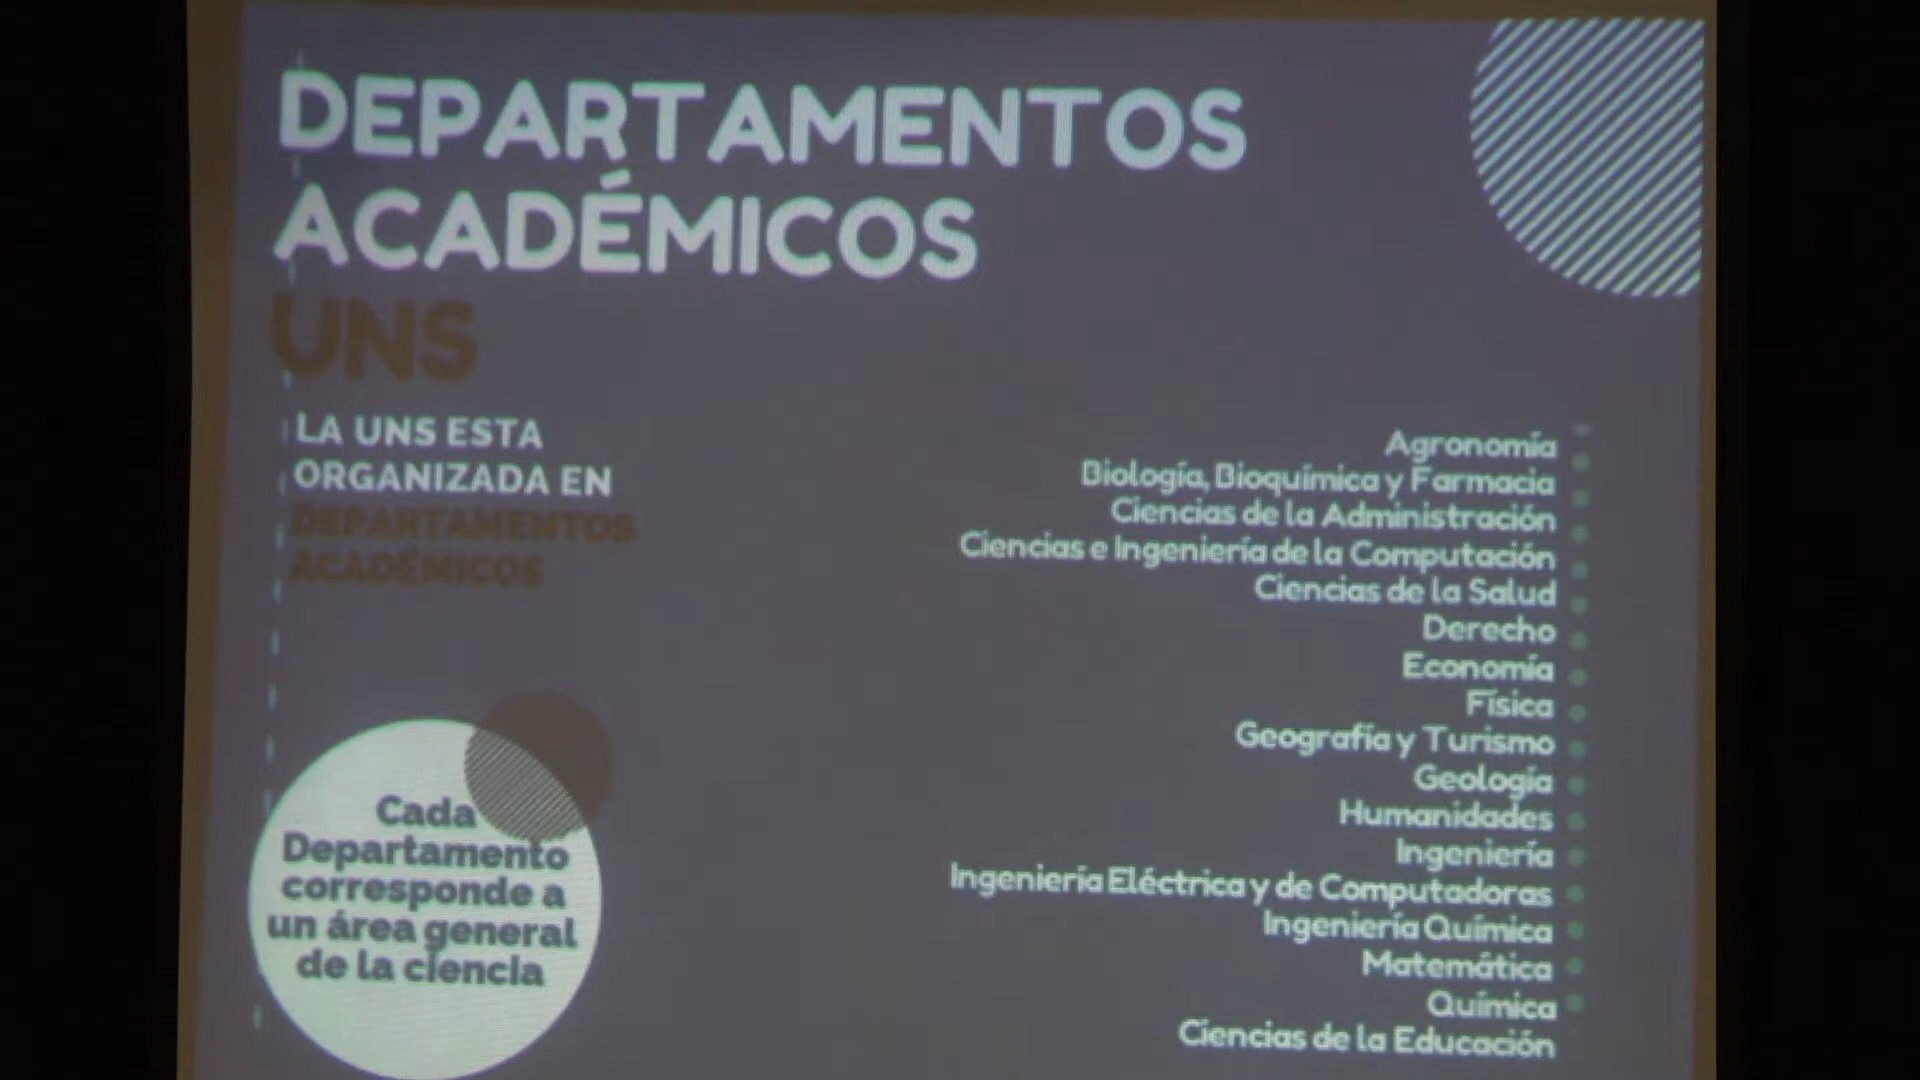 DEPARTAMENTOS
ACADÉMICOS
UNS
LA UNS ESTA
ORGANIZADA EN
DEPARTAMENTOS
ACADÉMICOS
Cada
Departamento
corresponde a
un área general
de la ciencia
Agronomía
Biología, Bioquímica y Farmacia
Ciencias de la Administración
Ciencias e Ingeniería de la Computación
Ciencias de la Salud
Derecho
Economía
Física
Geografía y Turismo
Geología
Humanidades
Ingeniería
Ingeniería Eléctrica y de Computadoras
Ingeniería Química
Matemática
Química
Ciencias de la Educación